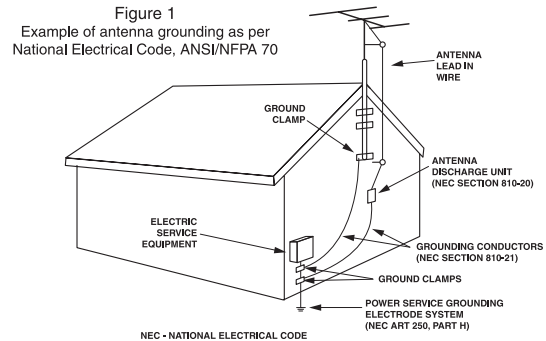 Figure 1
Example of antenna grounding as per
National Electrical Code, ANSI/NFPA 70
ANTENNA
LEAD IN
WIRE
GROUND
CLAMP
ANTENNA
DISCHARGE UNIT
(NEC SECTION 810-20)
ELECTRIC
SERVICE
EQUIPMENT
GROUNDING CONDUCTORS
(NEC SECTION 810-21)
GROUND CLAMPS
POWER SERVICE GROUNDING
ELECTRODE SYSTEM
(NEC ART 250, PART H)
NEC - NATIONAL ELECTRICAL CODE